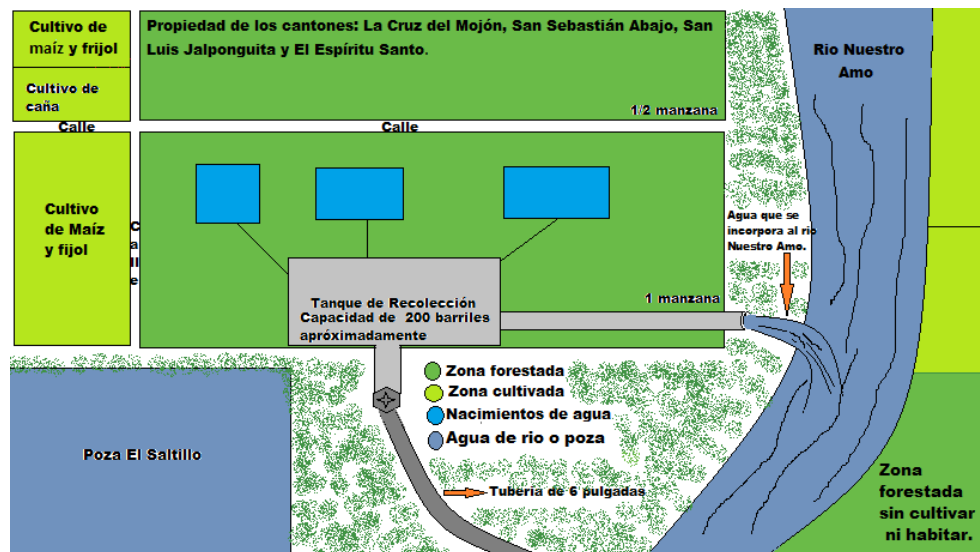 Cultivo de
maíz y frijol
Propiedad de los cantones: La Cruz del Mojón, San Sebastián Abajo, San
Luis Jalponguita y El Espíritu Santo.
Rio Nuestro
Amo
Cultivo de
caña
1/2 manzana
Calle
Calle
Cultivo
de Maíz
y fijol
C
a
ll
e
Agua que se
incorpora al rio
Nuestro Amo.
Tanque de Recolección
Capacidad de 200 barriles
apróximadamente
1 manzana
Zona forestada
Zona cultivada
Nacimientos de agua
Agua de rio o poza
Poza El Saltillo
Tuberia de 6 pulgadas
Zona
forestada
sin cultivar
ni habitar.